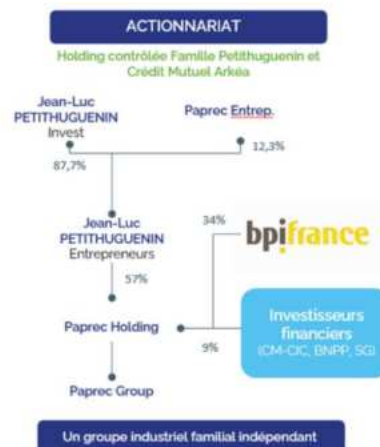 ACTIONNARIAT
Holding contrôlée Famille Petithuguenin et
Crédit Mutuel Arkéa
Jean-Luc
PETITHUGUENIN
Invest
Paprec Entrep.
87,7%
12,3%
Jean-Luc
PETITHUGUENIN
Entrepreneurs
34%
bpifrance
57%
Paprec Holding
9%
Investisseurs
financiers
(CM-CIC, BNPP, SG)
Paprec Group
Un groupe industriel familial indépendant